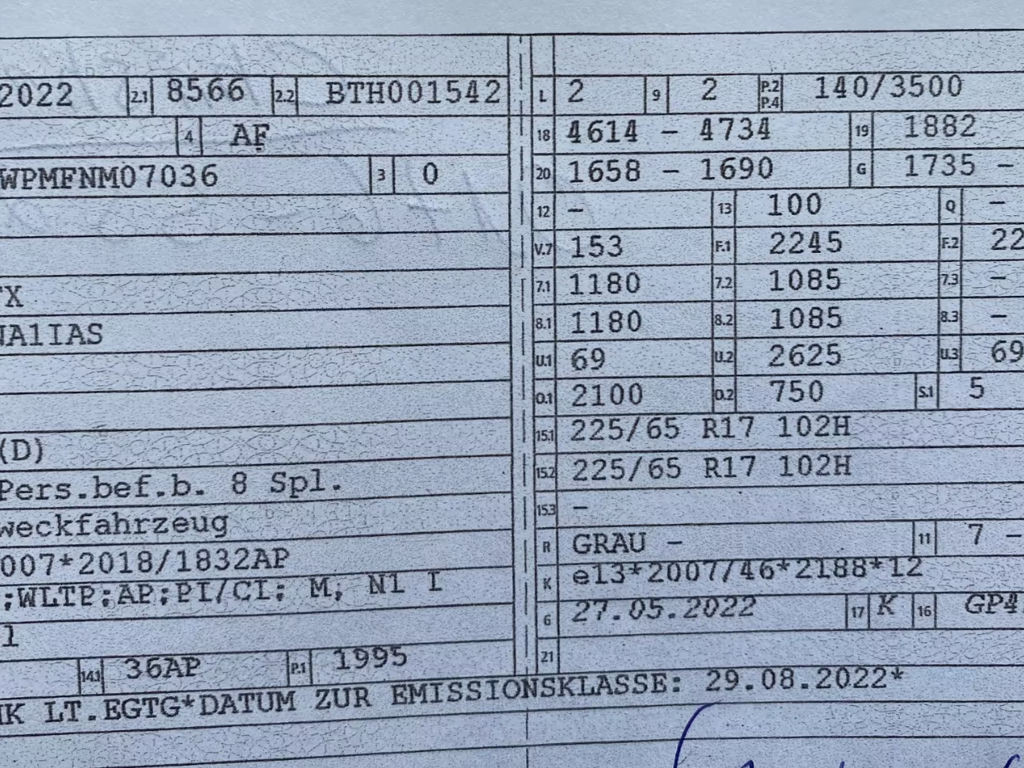 2022 2.1 8566 2.2 BTH001542
4 AF
WPMFNM07036 3 0
TX
NA1IAS
(D)
Pers.bef.b. 8 Spl.
weckfahrzeug
007*2018/1832AP
;WLTP;AP;PI/CI; M, N1 I
1
14.1 36AP P.1 1995
L 2 9 2 P.2 P.4 140/3500
18 4614 - 4734 19 1882
20 1658 - 1690 G 1735 -
12 - 13 100 Q -
V.7 153 F.1 2245 F.2 22
7.1 1180 7.2 1085 7.3 -
8.1 1180 8.2 1085 8.3 -
U.1 69 U.2 2625 U.3 69
O.1 2100 O.2 750 S.1 5
15.1 225/65 R17 102H
15.2 225/65 R17 102H
15.3 -
R GRAU - 11 7 -
K e13*2007/46*2188*12
6 27.05.2022 17 K 16 GP4
21
MK LT.EGTG*DATUM ZUR EMISSIONSKLASSE: 29.08.2022*